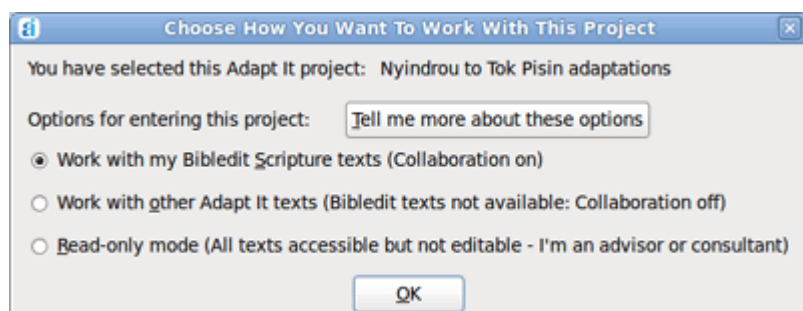 Choose How You Want To Work With This Project
You have selected this Adapt It project: Nyindrou to Tok Pisin adaptations
Options for entering this project: Tell me more about these options
Work with my Bibledit Scripture texts (Collaboration on)
Work with other Adapt It texts (Bibledit texts not available: Collaboration off)
Read-only mode (All texts accessible but not editable - I'm an advisor or consultant)
OK